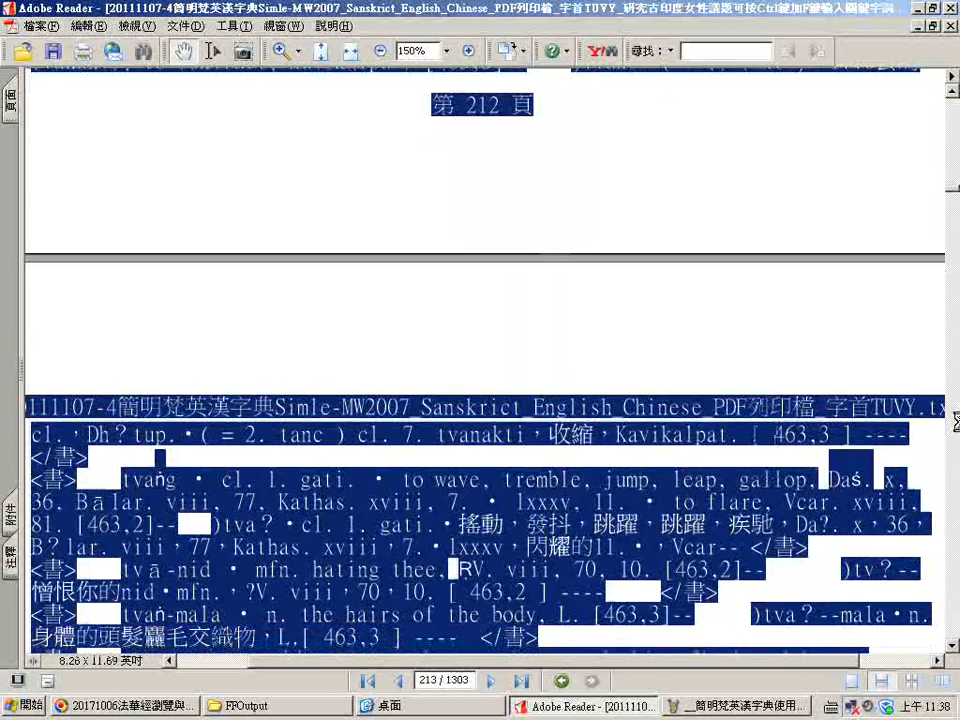 Adobe Reader - [20111107-4簡明梵英漢字典Simle-MW2007_Sanskrict_English_Chinese_PDF列印檔_字首TUVY_研究古印度女性議題可按Ctrl鍵加F鍵輸入關鍵字詞
檔案(F) 編輯(E) 檢視(V) 文件(D) 工具(T) 視窗(W) 說明(H)
150% 尋找:
頁面
第 212 頁
111107-4簡明梵英漢字典Simle-MW2007_Sanskrict_English_Chinese_PDF列印檔_字首TUVY.tx
cl.，Dh？tup.‧( = 2. tanc ) cl. 7. tvanakti，收縮，Kavikalpat. [ 463,3 ] ----
</書>
<書> tvaṅg ‧ cl. 1. gati. ‧ to wave, tremble, jump, leap, gallop, Daś. x,
36, Bālar. viii, 77, Kathas. xviii, 7. ‧ lxxxv, 11. ‧ to flare, Vcar. xviii,
81. [463,2]-- )tva？‧cl. 1. gati.‧搖動，發抖，跳躍，跳躍，疾馳，Da?. x，36，
B？lar. viii，77，Kathas. xviii，7.‧lxxxv，閃耀的11.‧，Vcar-- </書>
<書> tvā-nid ‧ mfn. hating thee, RV. viii, 70, 10. [463,2]-- )tv？--
憎恨你的nid‧mfn.，?V. viii，70，10. [ 463,2 ] ---- </書>
<書> tvaṅ-mala ‧ n. the hairs of the body, L. [463,3]-- )tva？--mala‧n.
身體的頭髮麤毛交織物，L.[ 463,3 ] ---- </書>
附件
注釋
8.26 x 11.69 英吋
213 / 1303
開始 20171006法華經瀏覽與... FFOutput 桌面 Adobe Reader - [201110... __簡明梵英漢字典使用... 上午 11:38